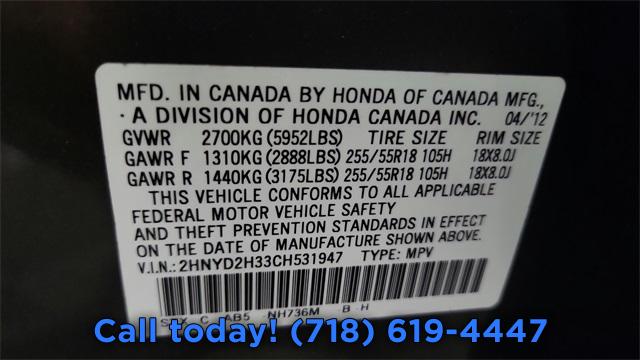 MFD. IN CANADA BY HONDA OF CANADA MFG.,
A DIVISION OF HONDA CANADA INC. 04/'12
GVWR 2700KG (5952LBS) TIRE SIZE RIM SIZE
GAWR F 1310KG (2888LBS) 255/55R18 105H 18X8.0J
GAWR R 1440KG (3175LBS) 255/55R18 105H 18X8.0J
THIS VEHICLE CONFORMS TO ALL APPLICABLE
FEDERAL MOTOR VEHICLE SAFETY
AND THEFT PREVENTION STANDARDS IN EFFECT
ON THE DATE OF MANUFACTURE SHOWN ABOVE.
V.I.N.: 2HNYD2H33CH531947 TYPE: MPV
C AB5 NH736M B H
Call today! (718) 619-4447